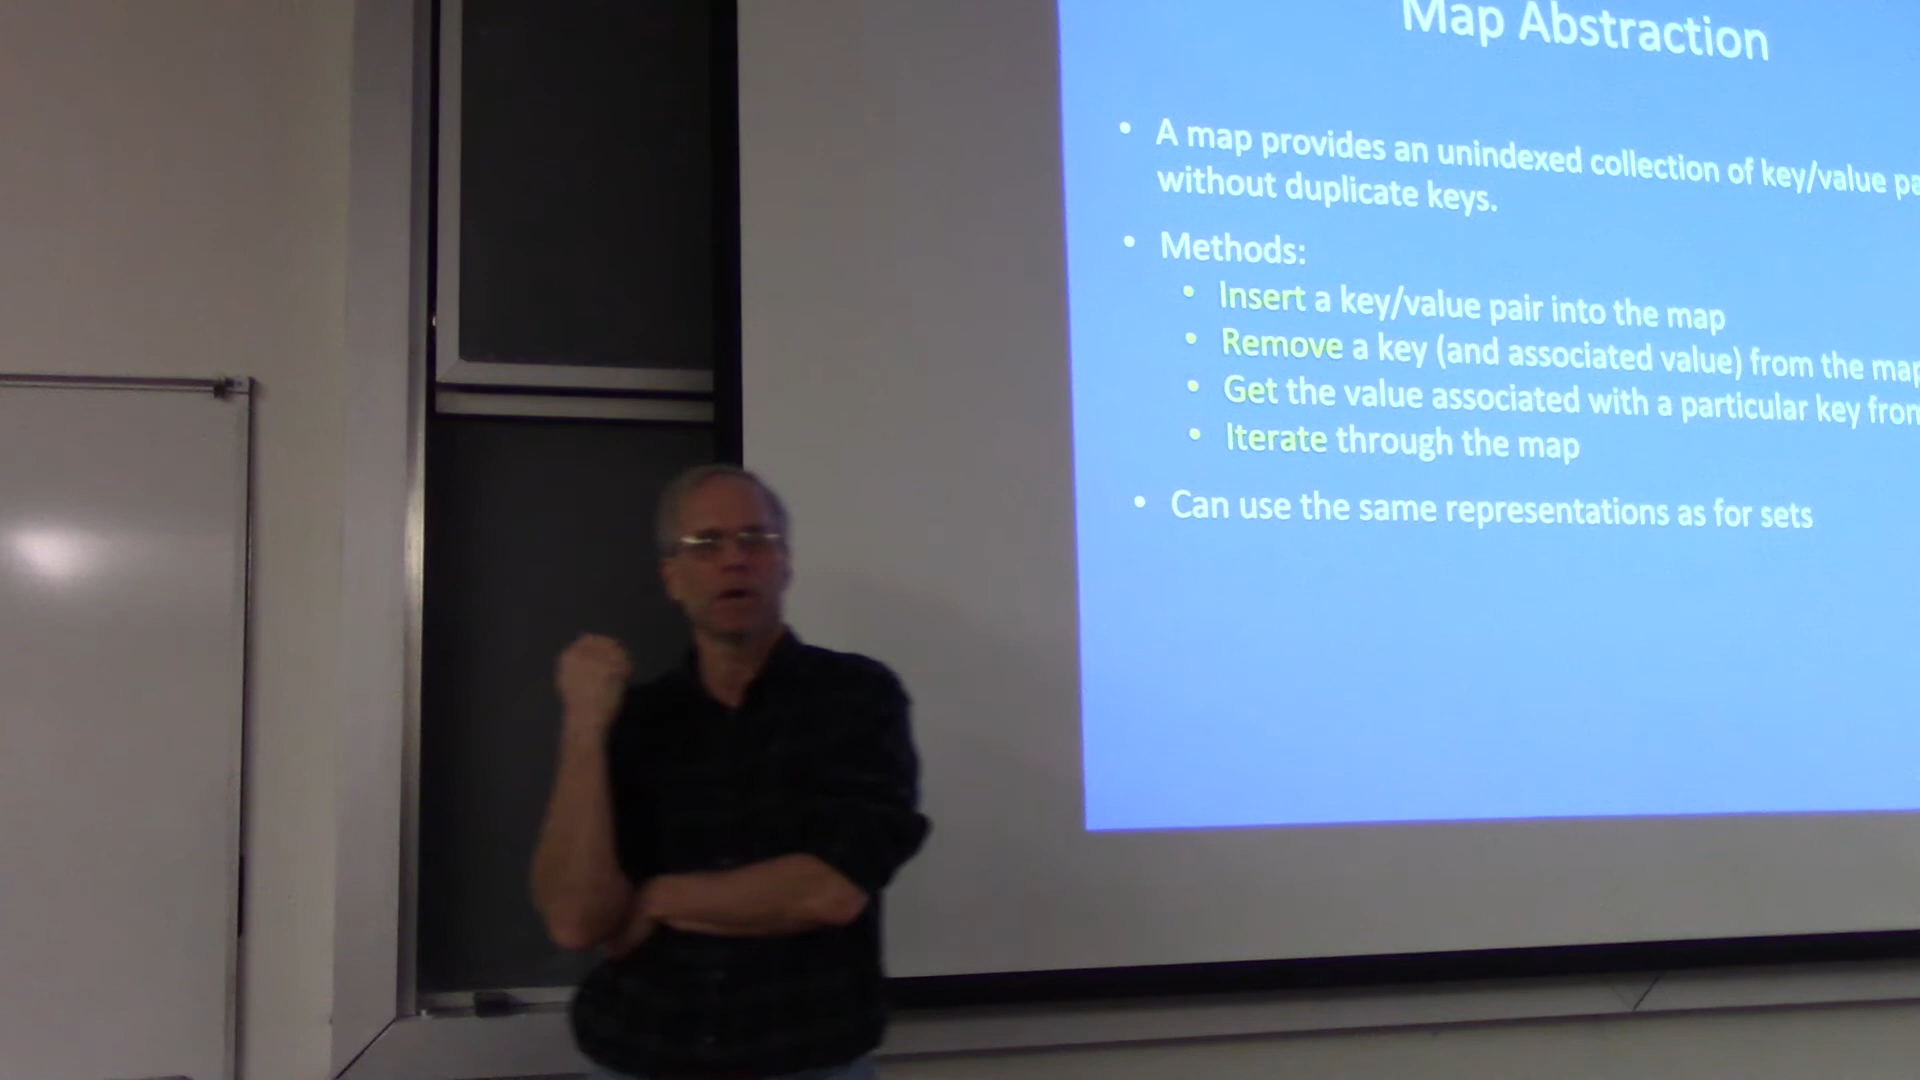 Map Abstraction
• A map provides an unindexed collection of key/value
without duplicate keys.
• Methods:
• Insert a key/value pair into the map
• Remove a key (and associated value) from the map
• Get the value associated with a particular key from
• Iterate through the map
• Can use the same representations as for sets